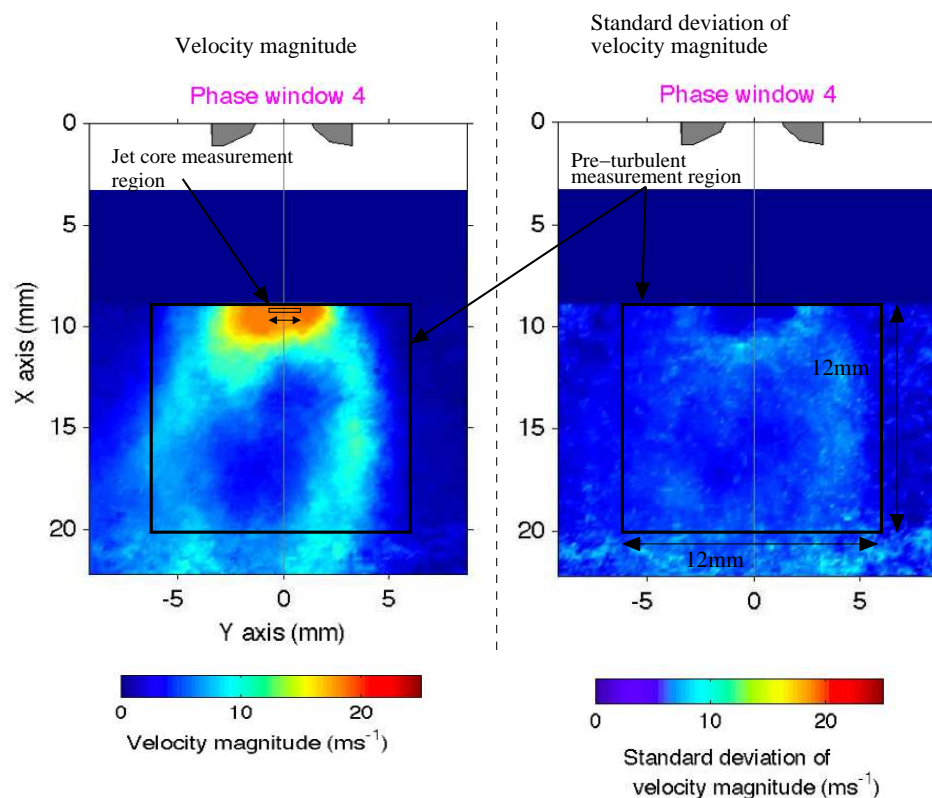 Velocity magnitude
Standard deviation of
velocity magnitude
Phase window 4
Phase window 4
Jet core measurement
region
Pre−turbulent
measurement region
0
5
10
15
20
X axis (mm)
-5
0
5
Y axis (mm)
0
5
10
15
20
12mm
12mm
-5
0
5
0
10
20
Velocity magnitude (ms-1)
0
10
20
Standard deviation of
velocity magnitude (ms-1)